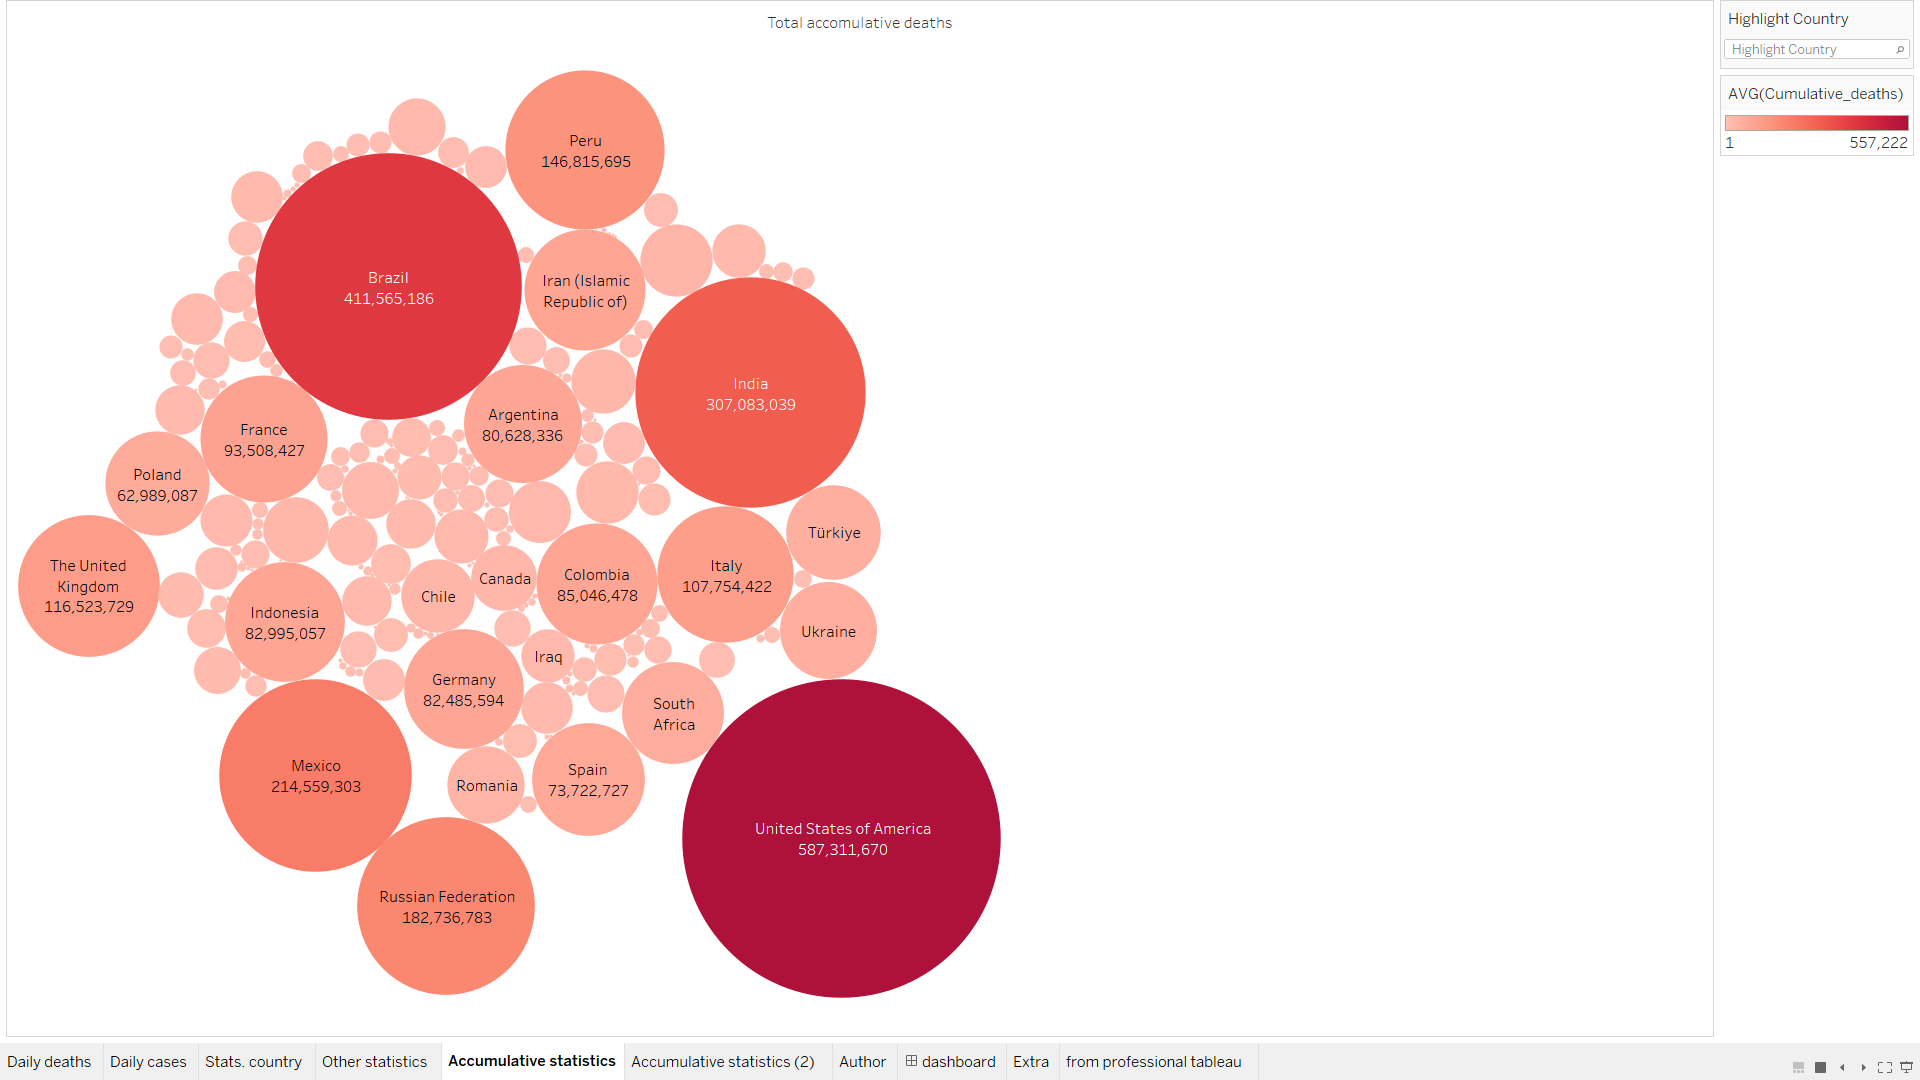 Total accomulative deaths
Peru
146,815,695
Brazil
411,565,186
Iran (Islamic
Republic of)
India
307,083,039
Argentina
80,628,336
France
93,508,427
Poland
62,989,087
The United
Kingdom
116,523,729
Türkiye
Italy
107,754,422
Canada
Colombia
85,046,478
Chile
Indonesia
82,995,057
Ukraine
Iraq
Germany
82,485,594
South
Africa
Mexico
214,559,303
Romania
Spain
73,722,727
United States of America
587,311,670
Russian Federation
182,736,783
Highlight Country
Highlight Country
AVG(Cumulative_deaths)
1 557,222
Daily deaths Daily cases Stats. country Other statistics Accumulative statistics Accumulative statistics (2) Author dashboard Extra from professional tableau